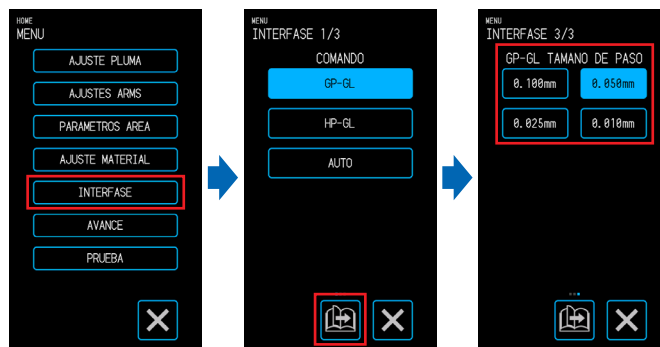 HOME
MENU
AJUSTE PLUMA
AJUSTES ARMS
PARAMETROS AREA
AJUSTE MATERIAL
INTERFASE
AVANCE
PRUEBA
MENU
INTERFASE 1/3
COMANDO
GP-GL
HP-GL
AUTO
MENU
INTERFASE 3/3
GP-GL TAMANO DE PASO
0.100mm
0.050mm
0.025mm
0.010mm